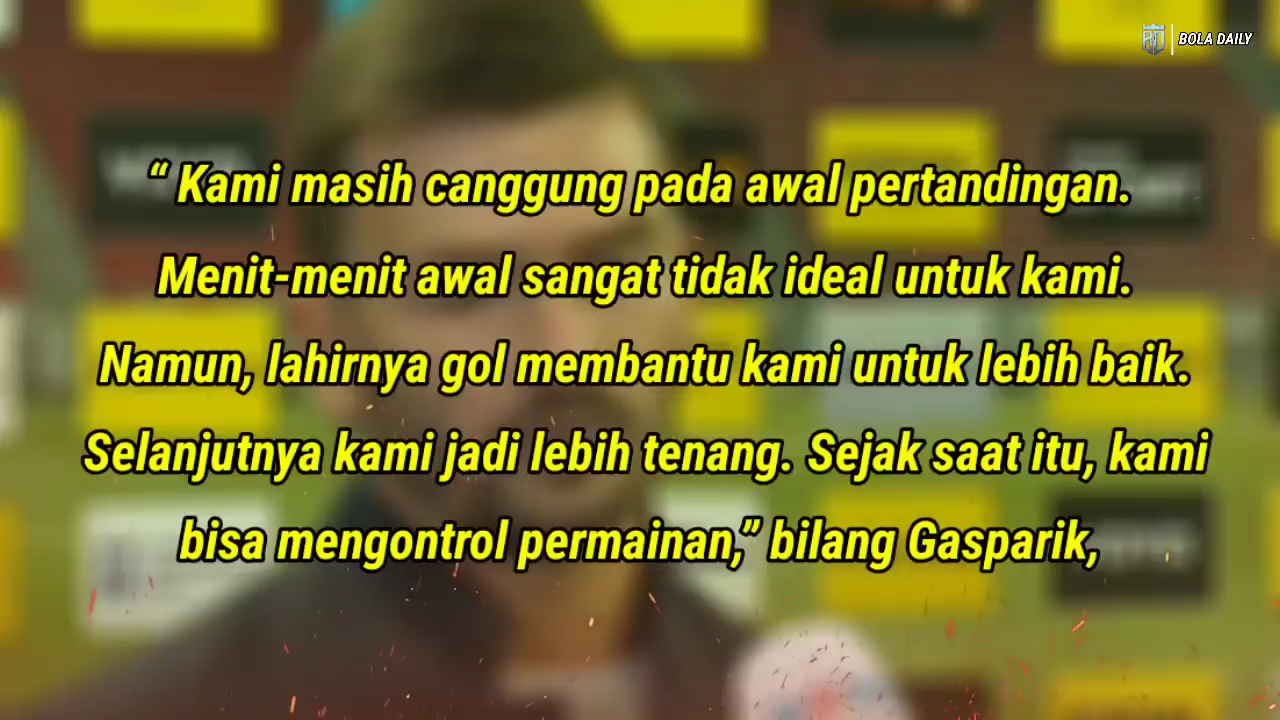 BOLA DAILY
“ Kami masih canggung pada awal pertandingan.
Menit-menit awal sangat tidak ideal untuk kami.
Namun, lahirnya gol membantu kami untuk lebih baik.
Selanjutnya kami jadi lebih tenang. Sejak saat itu, kami
bisa mengontrol permainan,” bilang Gasparik,